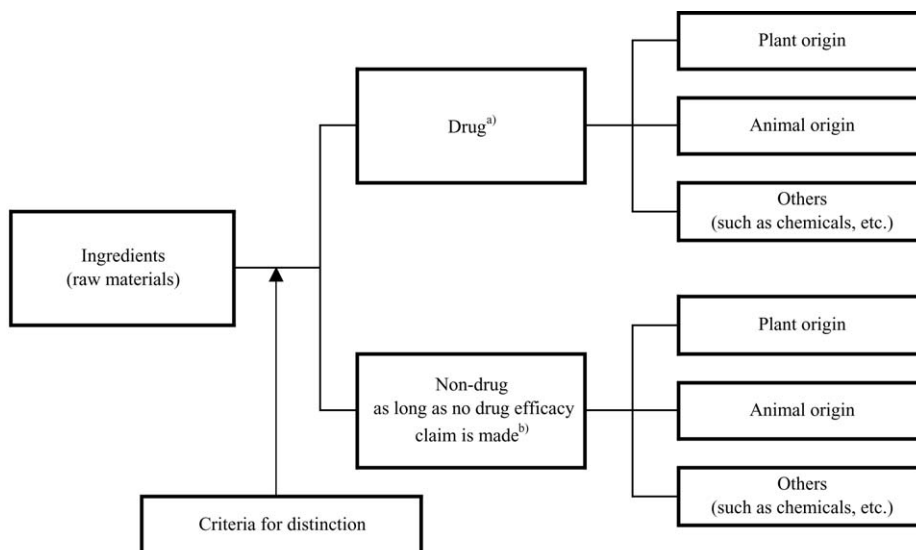 Plant origin
Drug^a)
Animal origin
Others
(such as chemicals, etc.)
Ingredients
(raw materials)
Plant origin
Non-drug
as long as no drug efficacy
claim is made^b)
Animal origin
Others
(such as chemicals, etc.)
Criteria for distinction